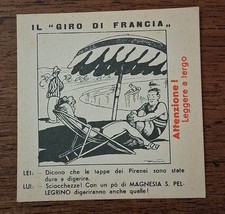 IL "GIRO DI FRANCIA"
Attenzione!
Leggere a tergo
LEI:- Dicono che le tappe dei Pirenei sono state
dure a digerire.
LUI:- Sciocchezze! Con un pò di MAGNESIA S. PEL-
LEGRINO digeriranno anche quelle!